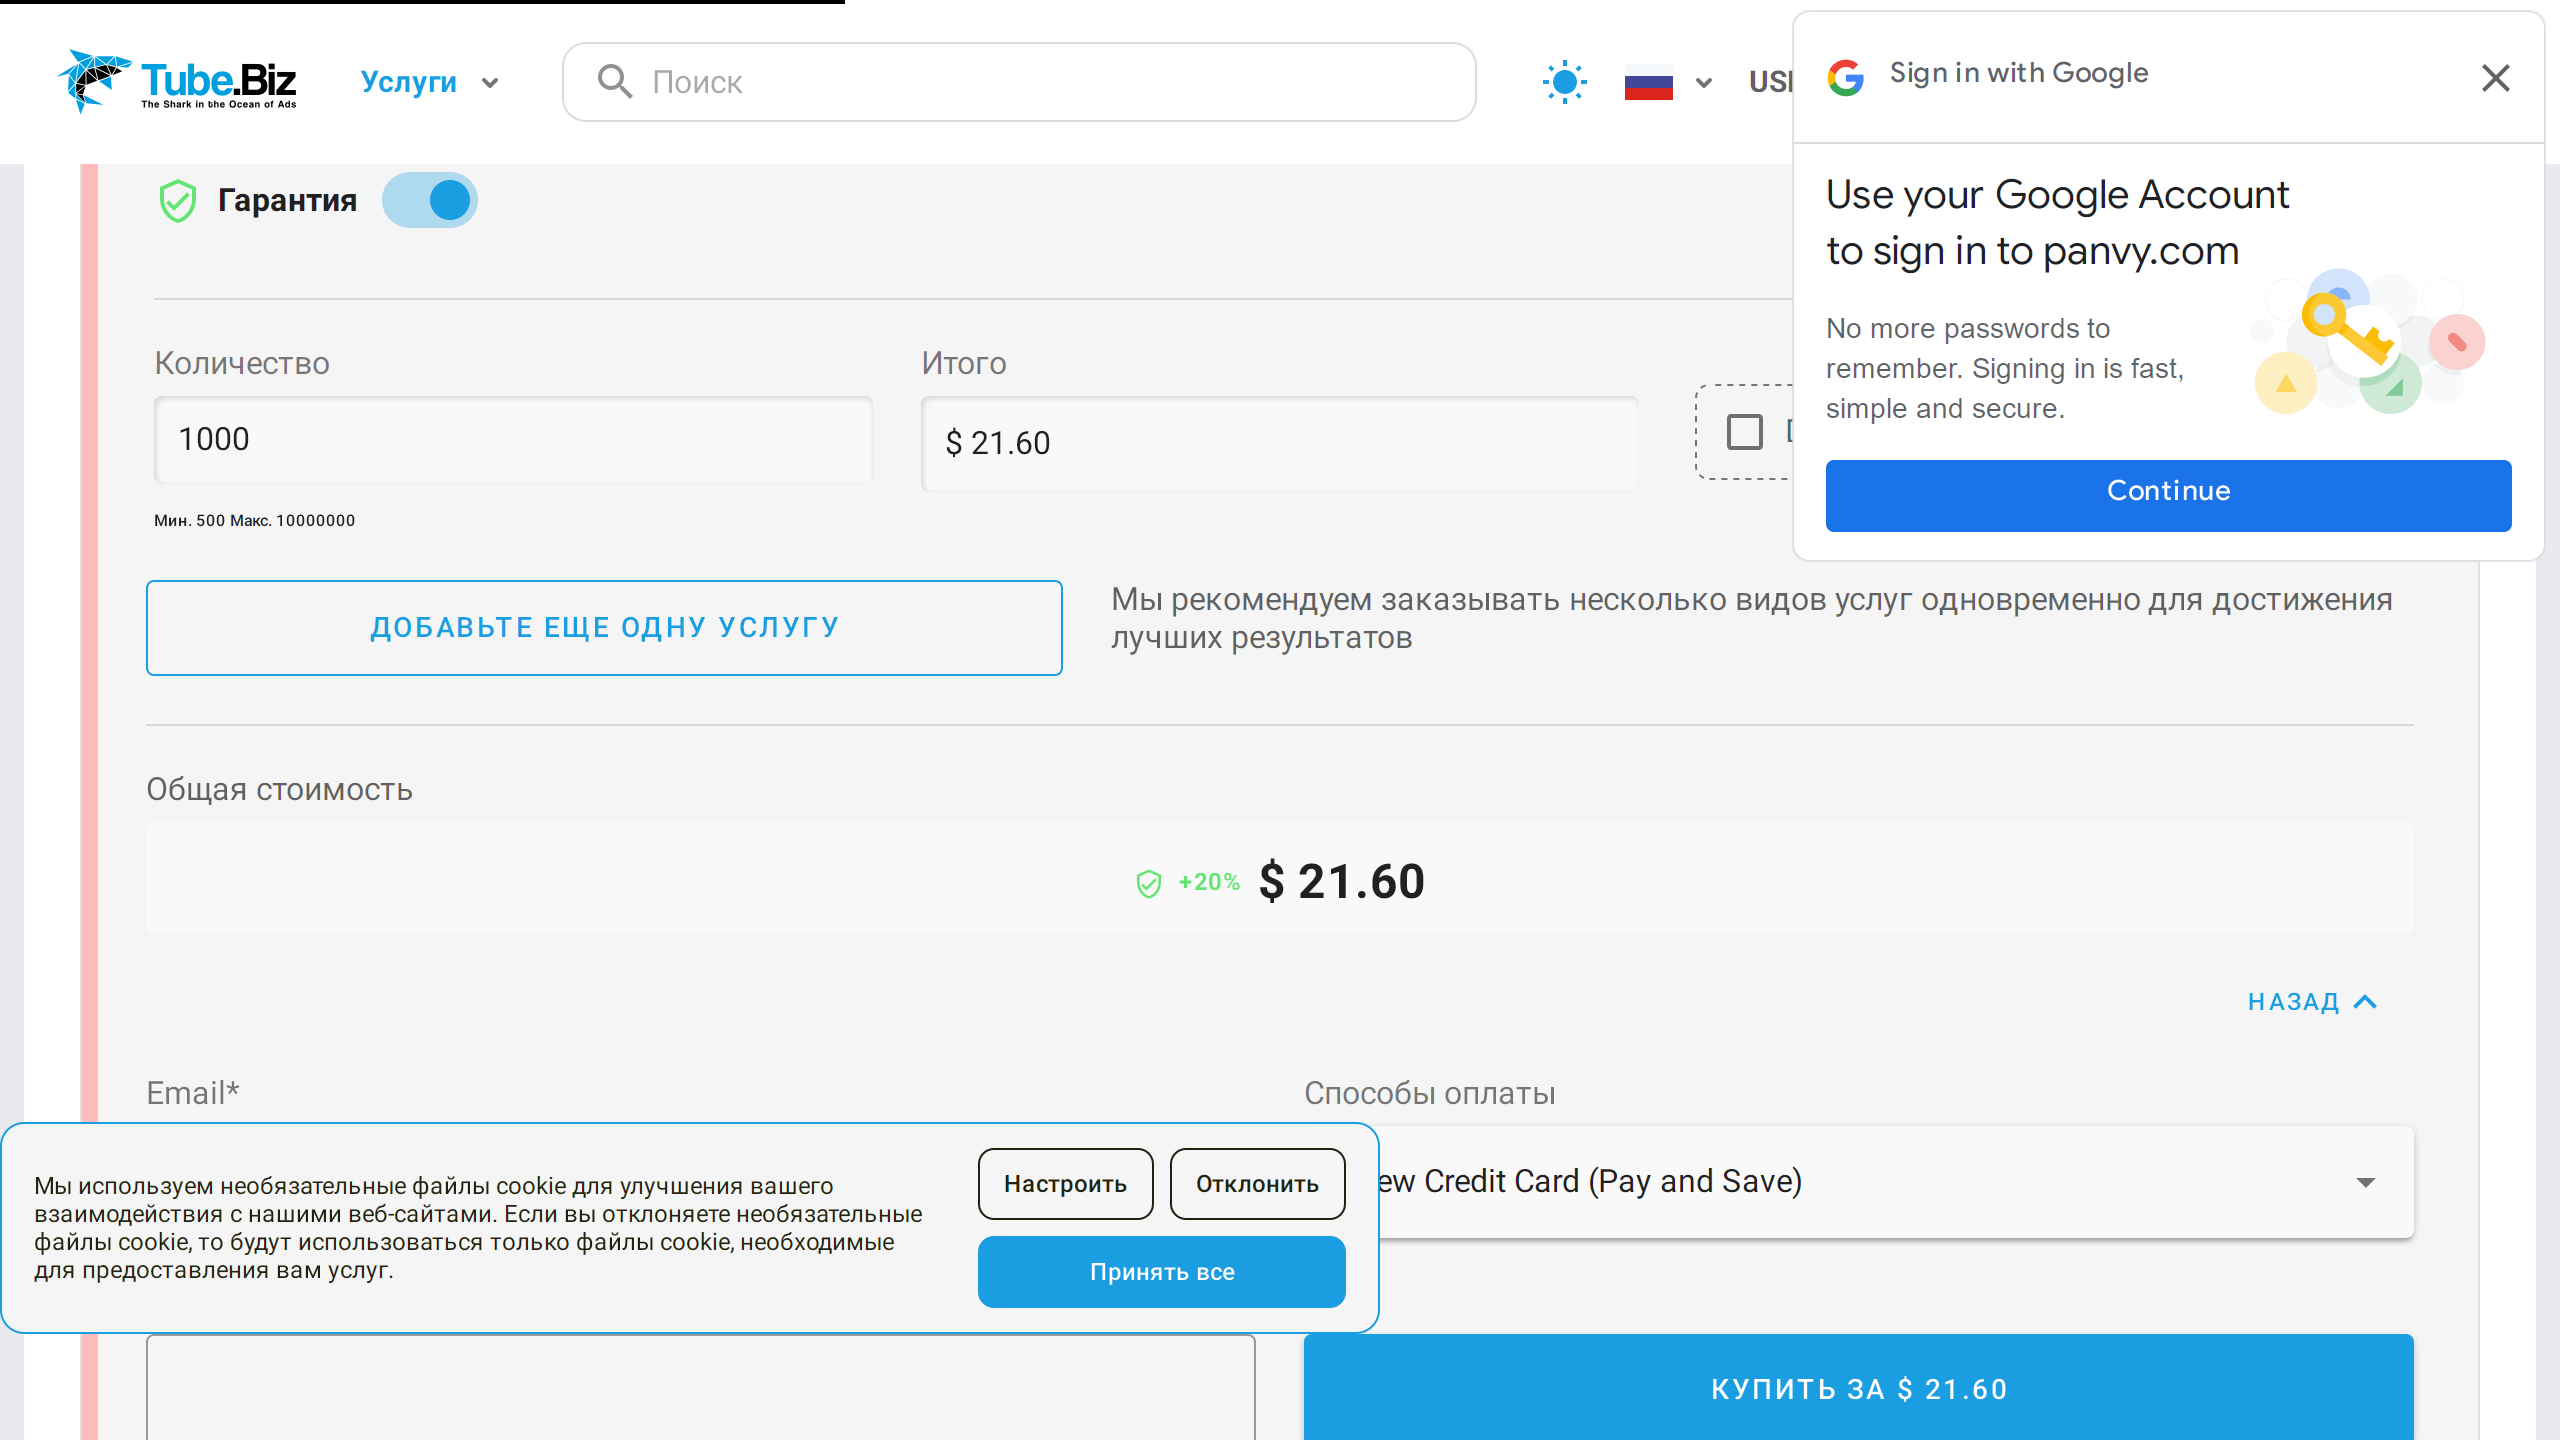 Tube.Biz
The Shark in the Ocean of Ads
Услуги
Поиск
Sign in with Google
Use your Google Account
to sign in to panvy.com
No more passwords to
remember. Signing in is fast,
simple and secure.
Continue
Гарантия
Количество
Итого
1000
$ 21.60
Мин. 500 Макс. 10000000
ДОБАВЬТЕ ЕЩЕ ОДНУ УСЛУГУ
Мы рекомендуем заказывать несколько видов услуг одновременно для достижения
лучших результатов
Общая стоимость
+20% $ 21.60
НАЗАД
Email*
Способы оплаты
Credit Card (Pay and Save)
Мы используем необязательные файлы cookie для улучшения вашего
взаимодействия с нашими веб-сайтами. Если вы отклоняете необязательные
файлы cookie, то будут использоваться только файлы cookie, необходимые
для предоставления вам услуг.
Настроить
Отклонить
Принять все
КУПИТЬ ЗА $ 21.60